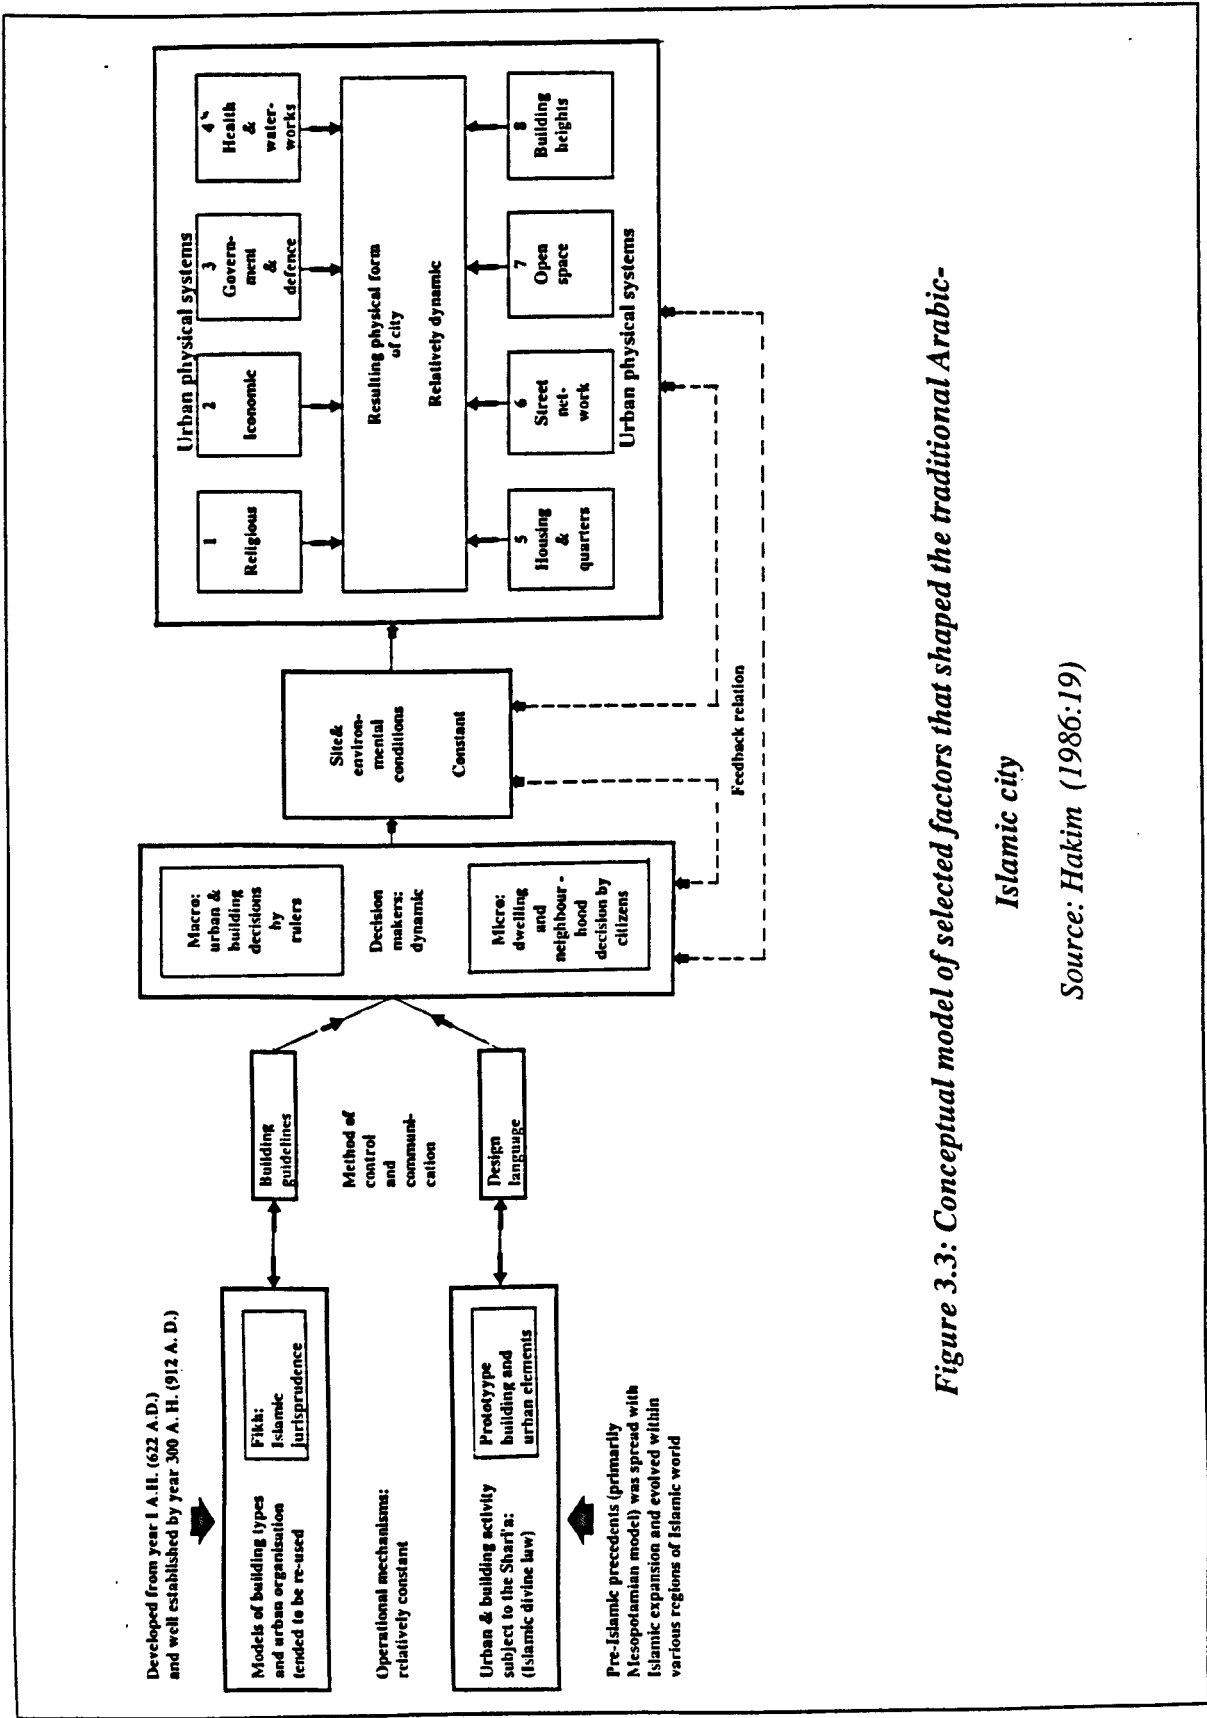 Developed from year 1 A.H. (622 A.D.)
and well established by year 300 A. H. (912 A. D.)
Models of building types
and urban organisation
tended to be re-used
Fikh:
Islamic
jurisprudence
Operational mechanisms:
relatively constant
Urban & building activity
subject to the Shari'a:
(Islamic divine law)
Prototyype
building and
urban elements
Pre-Islamic precedents (primarily
Mesopotamian model) was spread with
Islamic expansion and evolved within
various regions of Islamic world
Building
guidelines
Method of
control
and
communi-
cation
Design
language
Macro:
urban &
building
decisions
by
rulers
Decision
makers:
dynamic
Micro:
dwelling
and
neighbour-
hood
decision by
citizens
Site&
environ-
mental
conditions
Constant
Feedback relation
Urban physical systems
1
Religious
2
Iconomic
3
Govern-
ment
&
defence
4
Health
&
water-
works
Resulting physical form
of city
Relatively dynamic
5
Housing
&
quarters
6
Street
net-
work
7
Open
space
8
Building
heights
Urban physical systems
Figure 3.3: Conceptual model of selected factors that shaped the traditional Arabic-
Islamic city
Source: Hakim (1986:19)